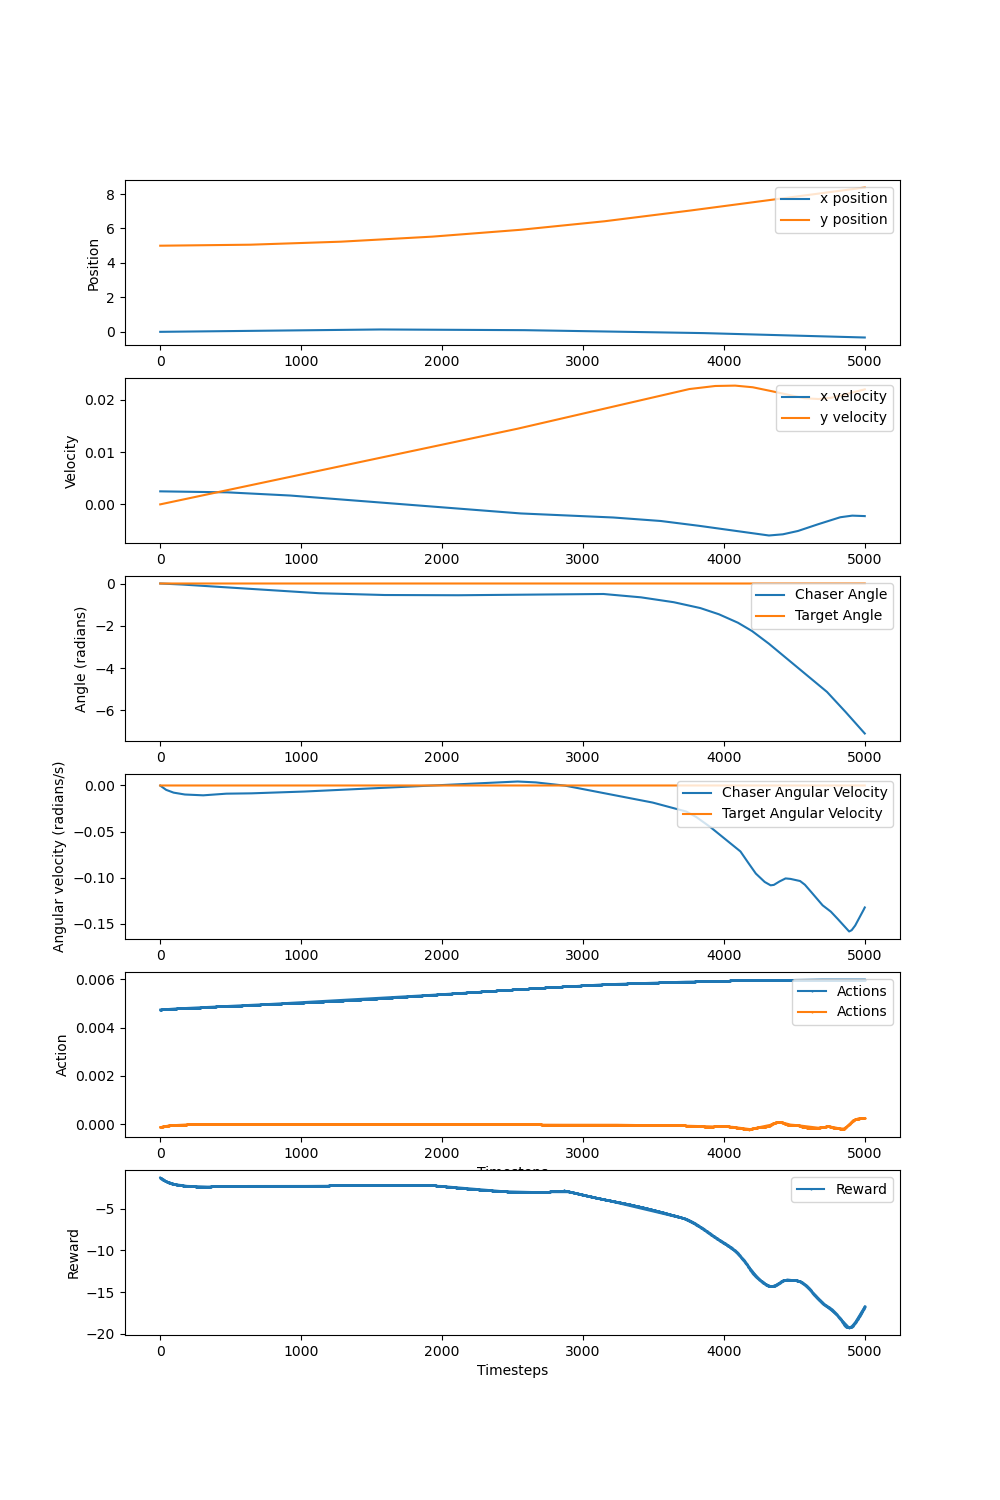 8
6
4
2
0
Position
x position
y position
0 1000 2000 3000 4000 5000
0.02
0.01
0.00
Velocity
x velocity
y velocity
0 1000 2000 3000 4000 5000
0
−2
−4
−6
Angle (radians)
Chaser Angle
Target Angle
0 1000 2000 3000 4000 5000
0.00
−0.05
−0.10
−0.15
Angular velocity (radians/s)
Chaser Angular Velocity
Target Angular Velocity
0 1000 2000 3000 4000 5000
0.006
0.004
0.002
0.000
Action
Actions
Actions
0 1000 2000 3000 4000 5000
Timesteps
−5
−10
−15
−20
Reward
Reward
0 1000 2000 3000 4000 5000
Timesteps